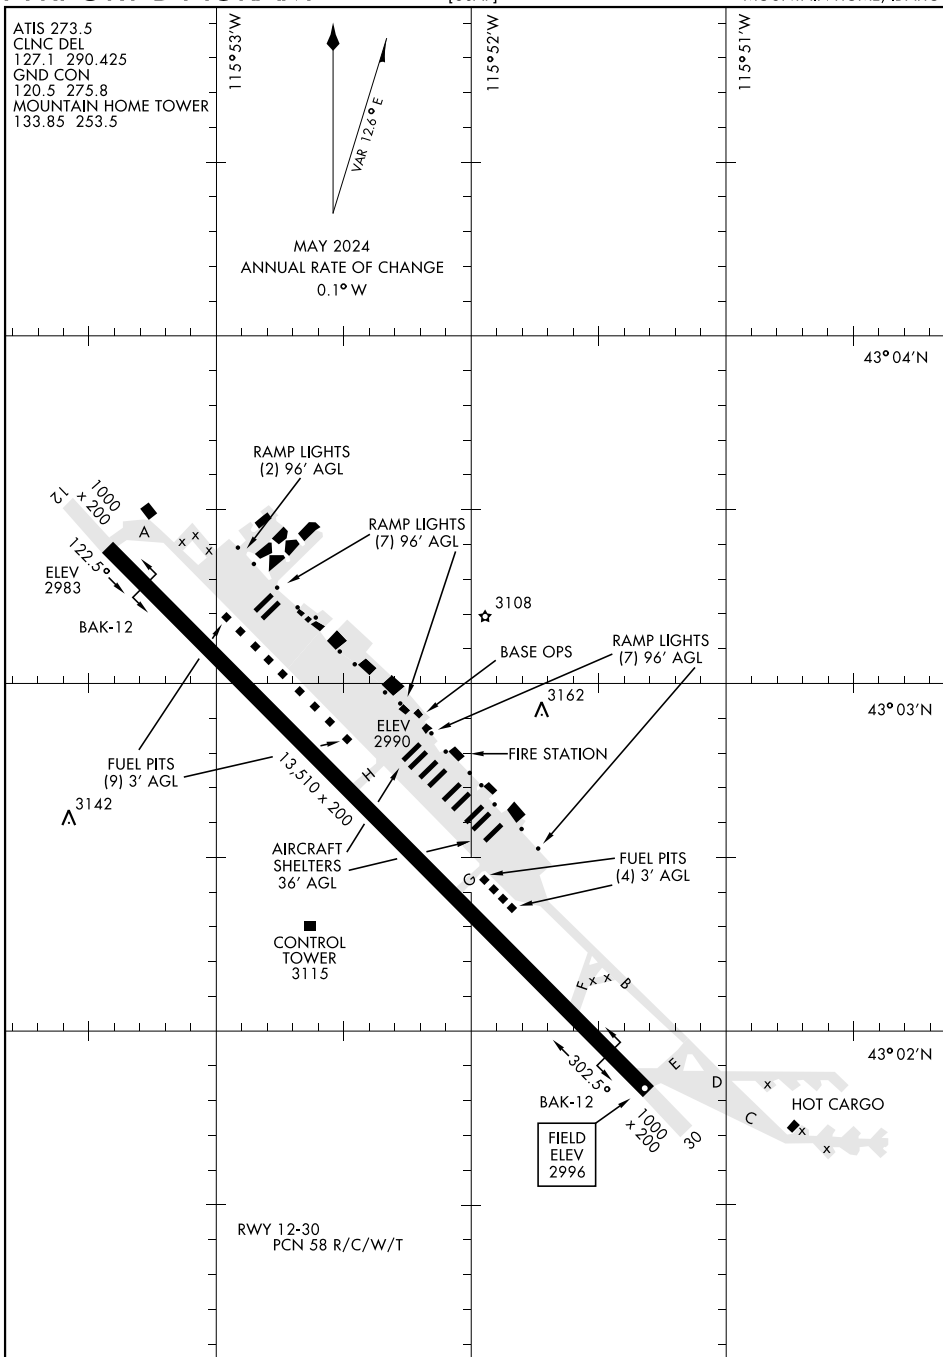 ATIS 273.5
CLNC DEL
127.1 290.425
GND CON
120.5 275.8
MOUNTAIN HOME TOWER
133.85 253.5
115°53'W
115°52'W
115°51'W
VAR 12.6° E
MAY 2024
ANNUAL RATE OF CHANGE
0.1° W
43°04'N
RAMP LIGHTS
(2) 96' AGL
12
1000
x 200
A
x x x
RAMP LIGHTS
(7) 96' AGL
122.5°
ELEV
2983
BAK-12
3108
BASE OPS
RAMP LIGHTS
(7) 96' AGL
3162
43°03'N
ELEV
2990
FIRE STATION
FUEL PITS
(9) 3' AGL
13,510 x 200
H
3142
AIRCRAFT
SHELTERS
36' AGL
G
FUEL PITS
(4) 3' AGL
CONTROL
TOWER
3115
F x x B
43°02'N
302.5°
E
D
x
BAK-12
C
HOT CARGO
x
x
1000
x 200
30
FIELD
ELEV
2996
RWY 12-30
PCN 58 R/C/W/T